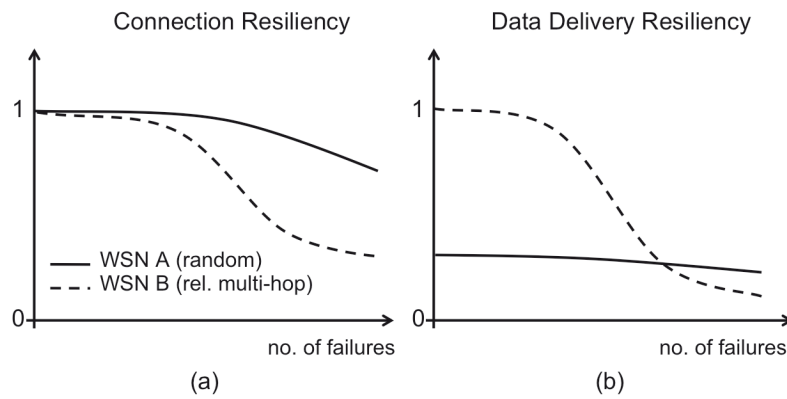 Connection Resiliency
1
0
WSN A (random)
WSN B (rel. multi-hop)
no. of failures
(a)
Data Delivery Resiliency
1
0
no. of failures
(b)